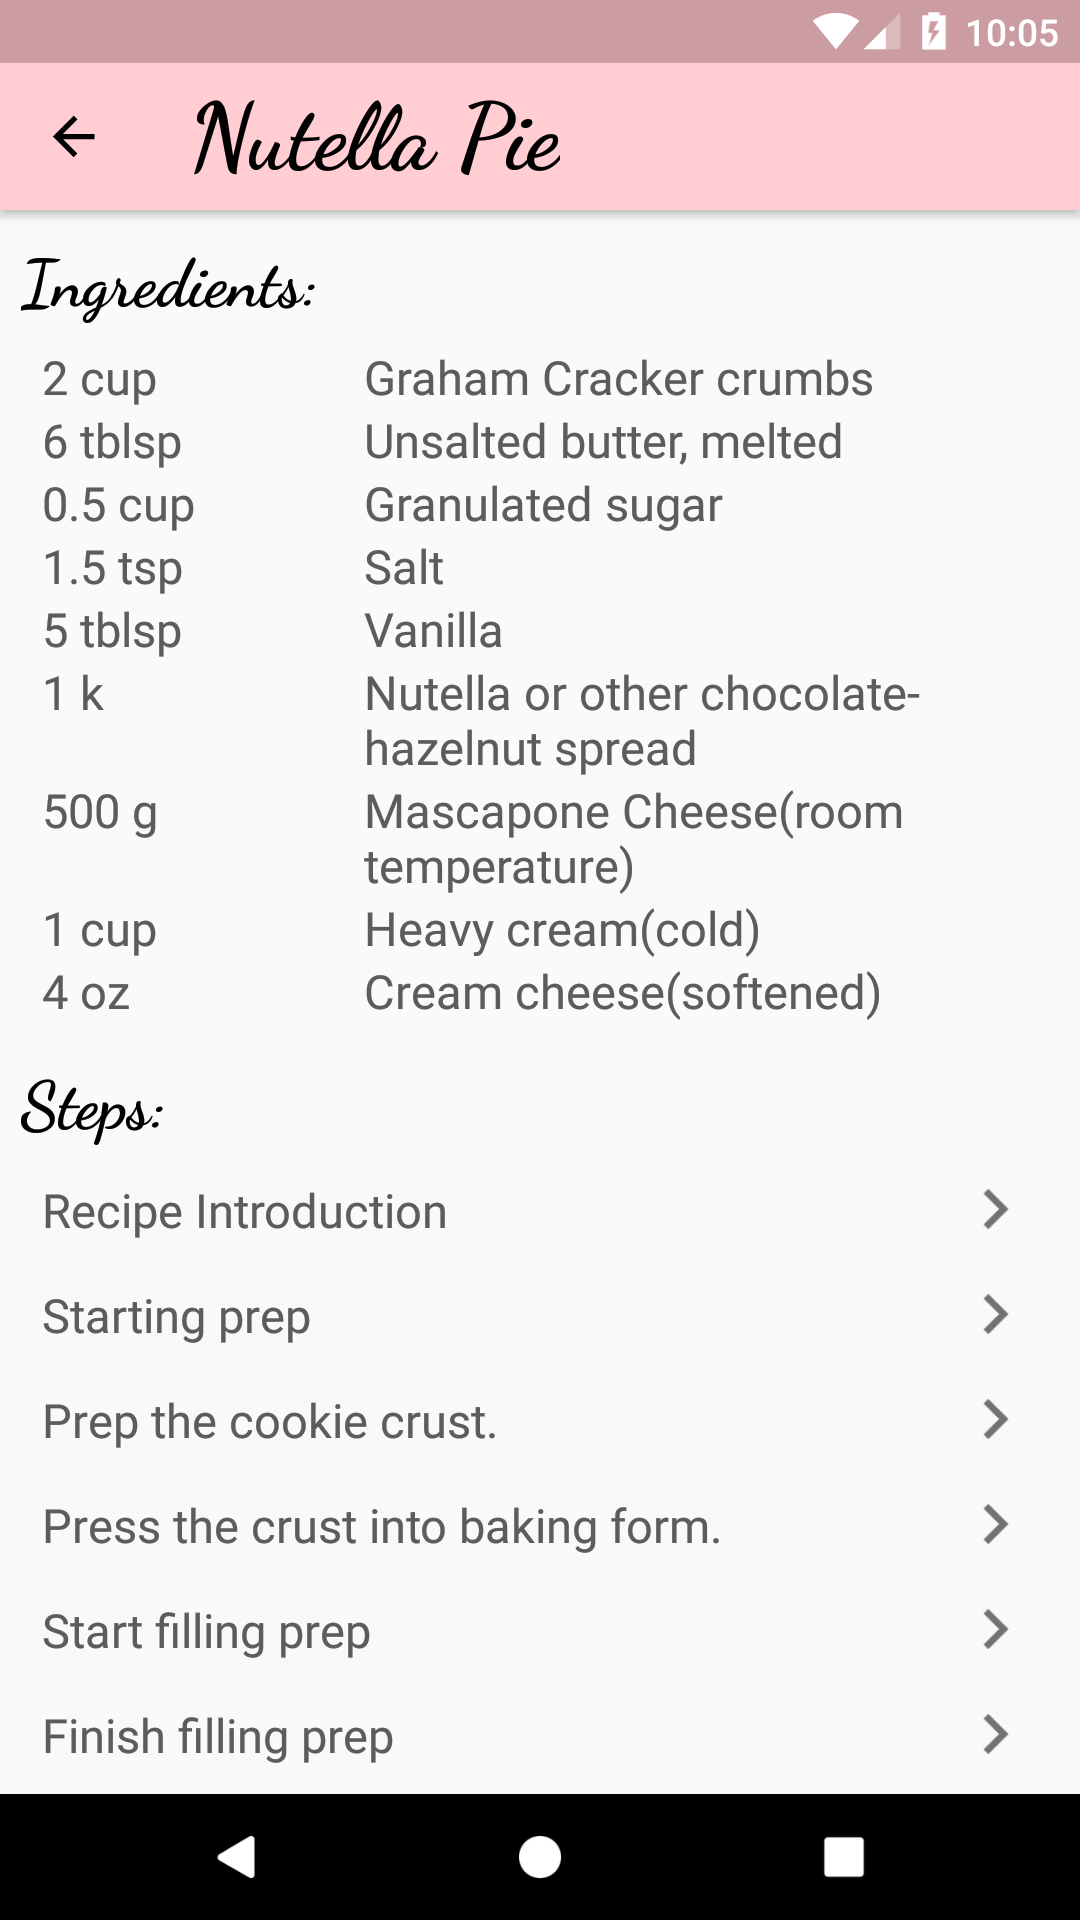 10:05
Nutella Pie
Ingredients:
2 cup Graham Cracker crumbs
6 tblsp Unsalted butter, melted
0.5 cup Granulated sugar
1.5 tsp Salt
5 tblsp Vanilla
1 k Nutella or other chocolate-
hazelnut spread
500 g Mascapone Cheese(room
temperature)
1 cup Heavy cream(cold)
4 oz Cream cheese(softened)
Steps:
Recipe Introduction
Starting prep
Prep the cookie crust.
Press the crust into baking form.
Start filling prep
Finish filling prep